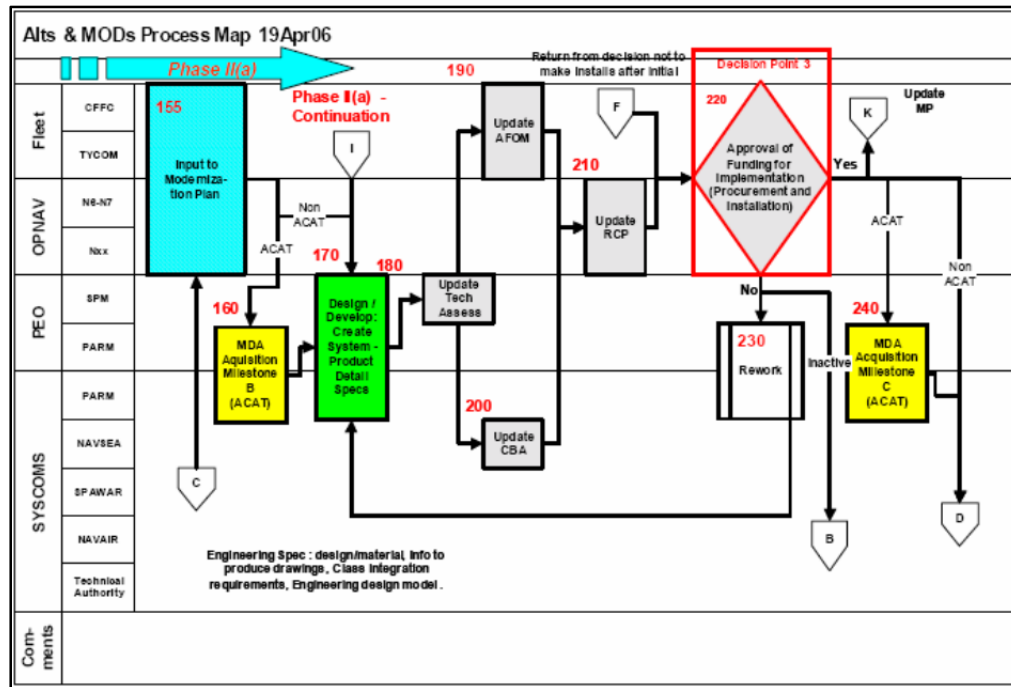 Alts & MODs Process Map 19Apr06
Phase II(a)
190
Return from decision not to
make Installs after Initial
Decision Point 3
Fleet
CFFC
TYCOM
155
Input to
Moderniza-
tion Plan
Phase II(a) -
Continuation
I
Update
AFOM
F
220
Approval of
Funding for
Implementation
(Procurement and
Installation)
Yes
K
Update
MP
210
OPNAV
N6-N7
Nxx
Non
ACAT
ACAT
170
180
Update
RCP
ACAT
Non
ACAT
PEO
SPM
PARM
160
MDA
Aquisition
Milestone
B
(ACAT)
Design /
Develop:
Create
System -
Product
Detail
Specs
Update
Tech
Assess
No
230
Rework
Inactive
240
MDA
Acquisition
Milestone
C
(ACAT)
SYSCOMS
PARM
NAVSEA
SPAWAR
NAVAIR
Technical
Authority
C
200
Update
CBA
B
D
Engineering Spec : design/material, Info to
produce drawings, Class Integration
requirements, Engineering design model .
Com-
ments